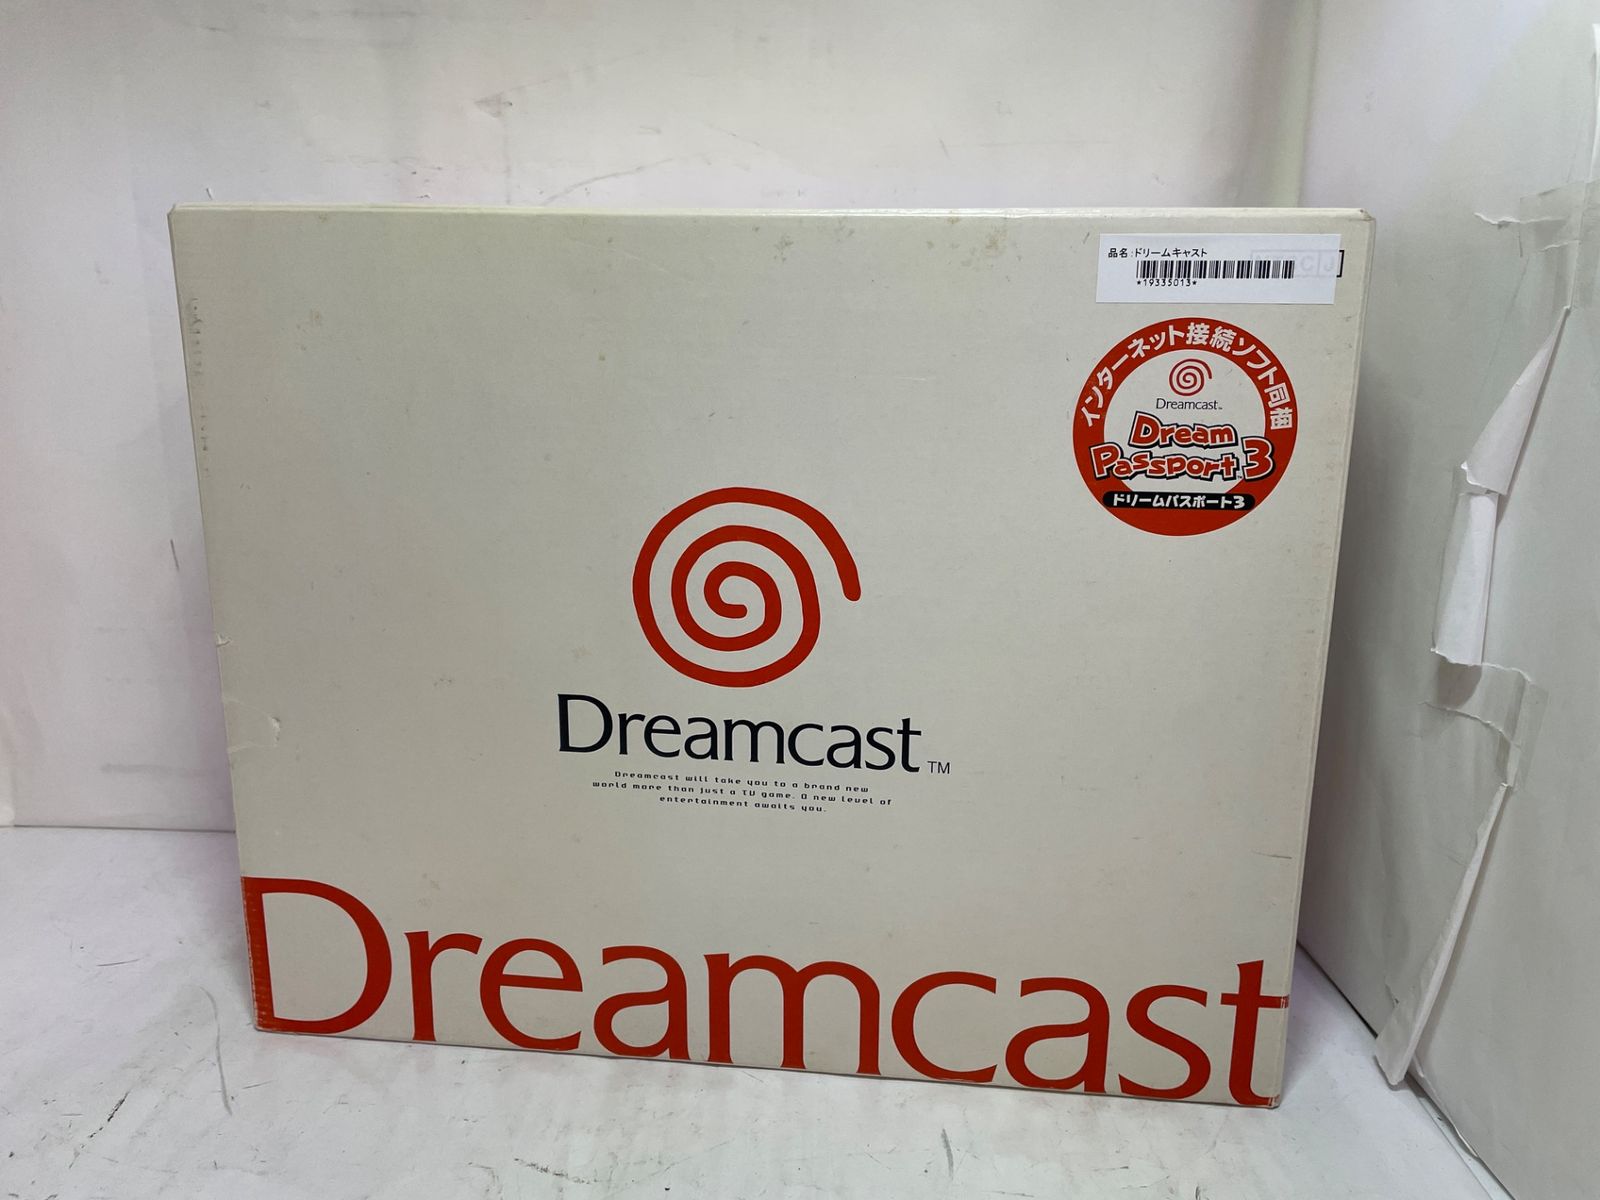 品名:ドリームキャスト
*19335013*
インターネット接続ソフト同梱
Dreamcast
Dream
Passport 3
ドリームパスポート3
Dreamcast TM
Dreamcast will take you to a brand new
world more than just a TV game. A new level of
entertainment awaits you.
Dreamcast